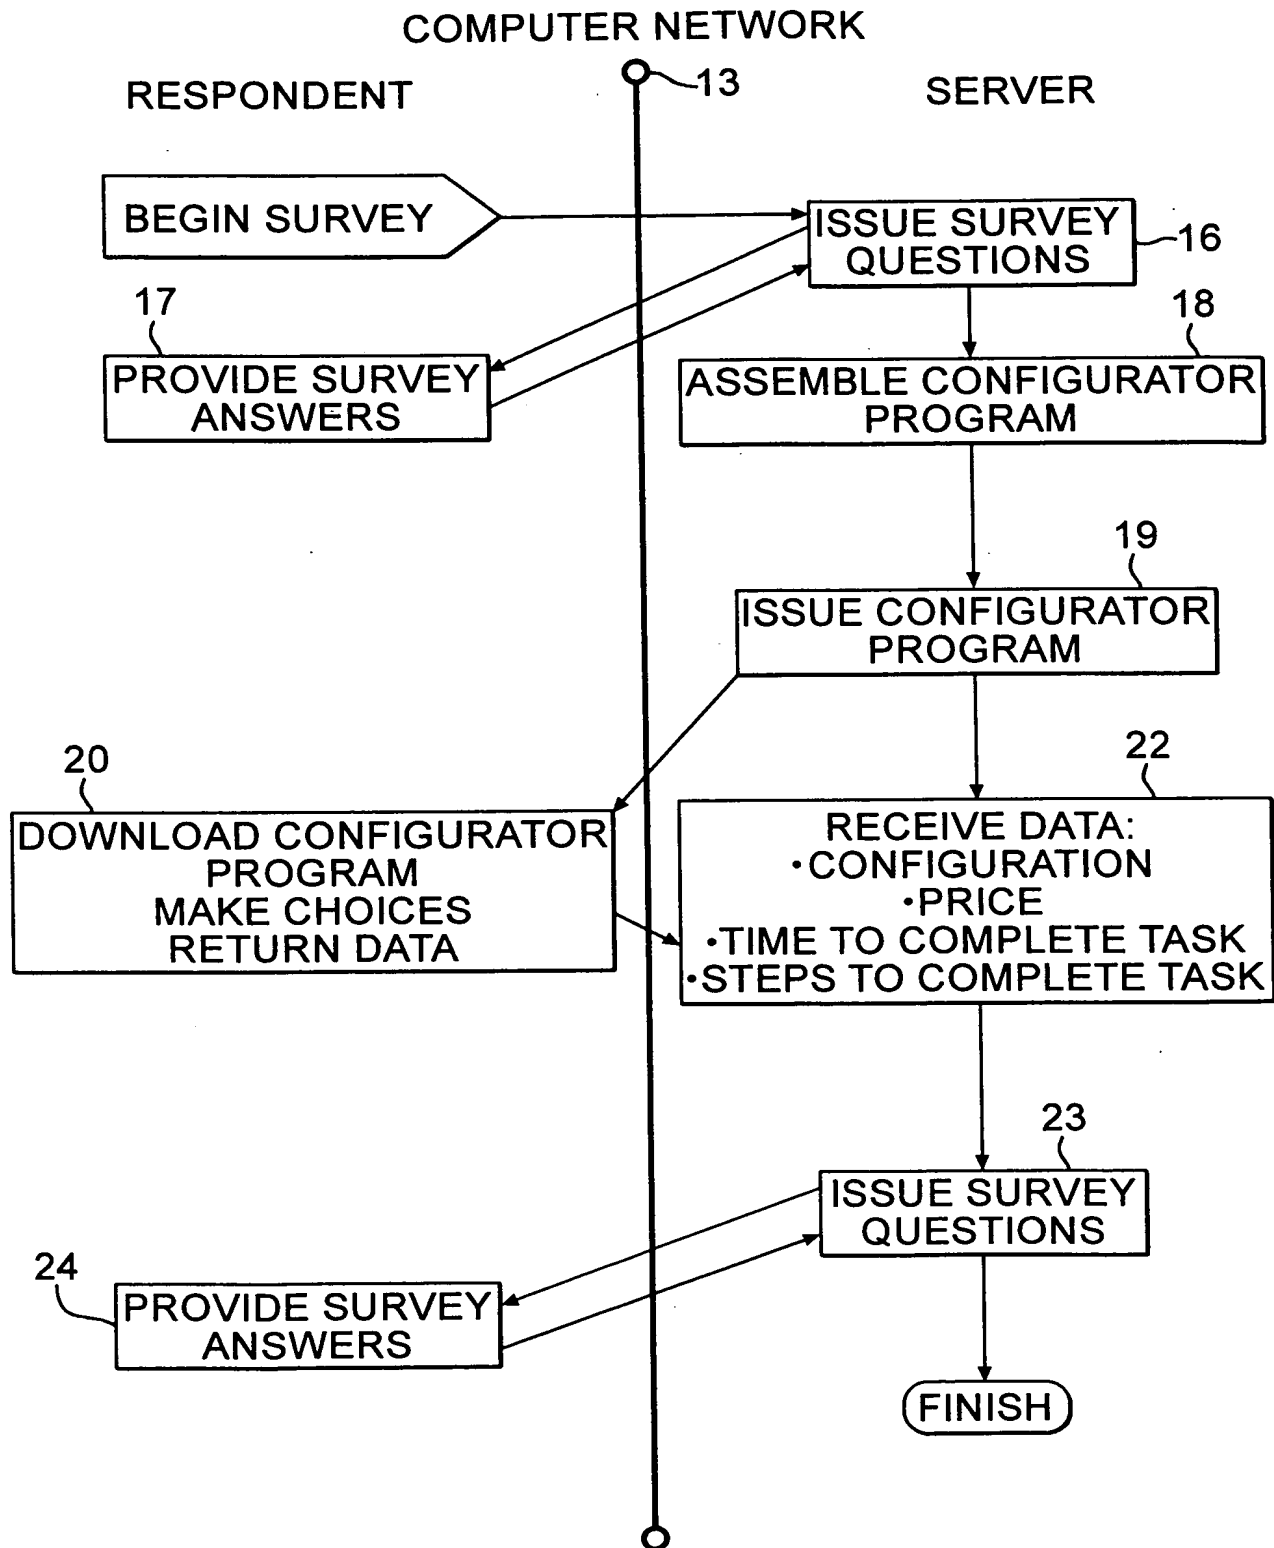 COMPUTER NETWORK
13
RESPONDENT
SERVER
BEGIN SURVEY
ISSUE SURVEY
QUESTIONS
16
17
18
PROVIDE SURVEY
ANSWERS
ASSEMBLE CONFIGURATOR
PROGRAM
19
ISSUE CONFIGURATOR
PROGRAM
20
22
DOWNLOAD CONFIGURATOR
PROGRAM
MAKE CHOICES
RETURN DATA
RECEIVE DATA:
•CONFIGURATION
•PRICE
•TIME TO COMPLETE TASK
•STEPS TO COMPLETE TASK
23
ISSUE SURVEY
QUESTIONS
24
PROVIDE SURVEY
ANSWERS
FINISH